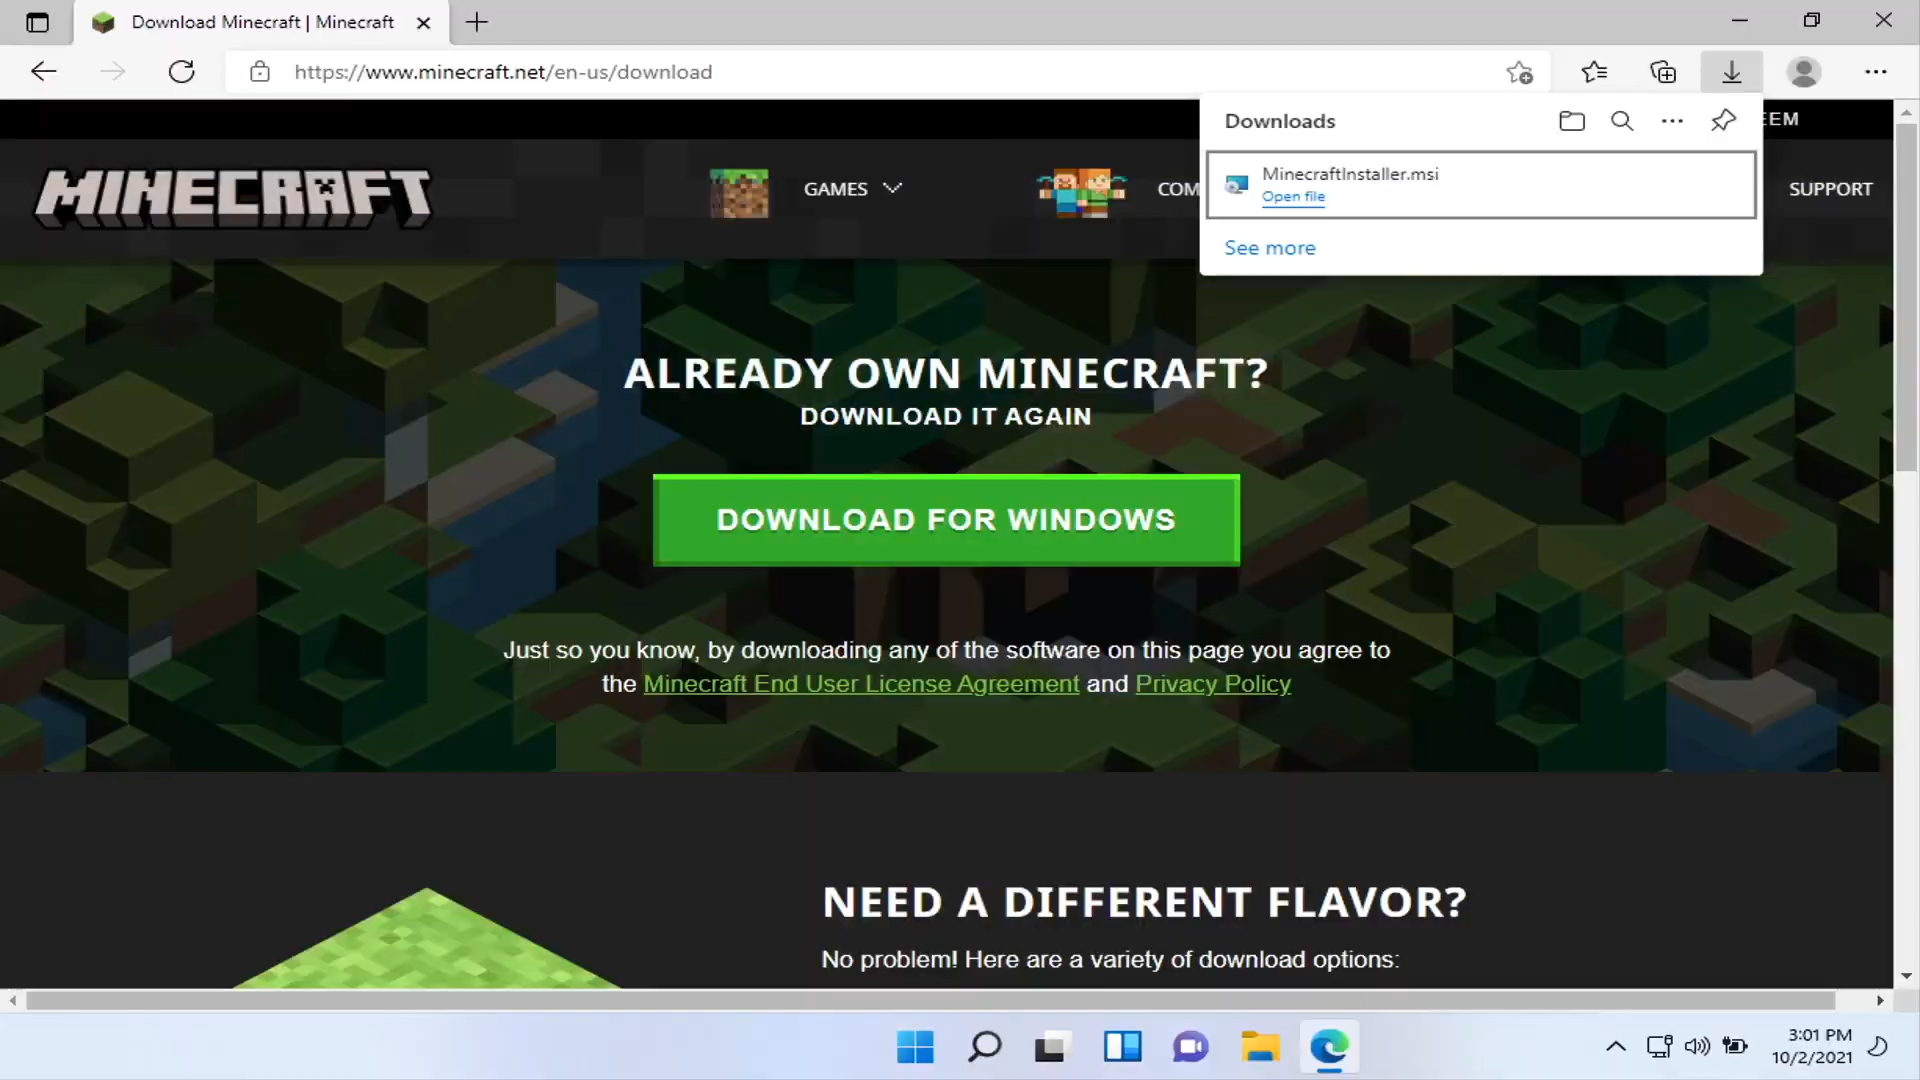 Download Minecraft | Minecraft
https://www.minecraft.net/en-us/download
Downloads
EEM
MinecraftInstaller.msi
Open file
See more
MINECRAFT
GAMES
COM
SUPPORT
ALREADY OWN MINECRAFT?
DOWNLOAD IT AGAIN
DOWNLOAD FOR WINDOWS
Just so you know, by downloading any of the software on this page you agree to
the Minecraft End User License Agreement and Privacy Policy
NEED A DIFFERENT FLAVOR?
No problem! Here are a variety of download options:
3:01 PM
10/2/2021